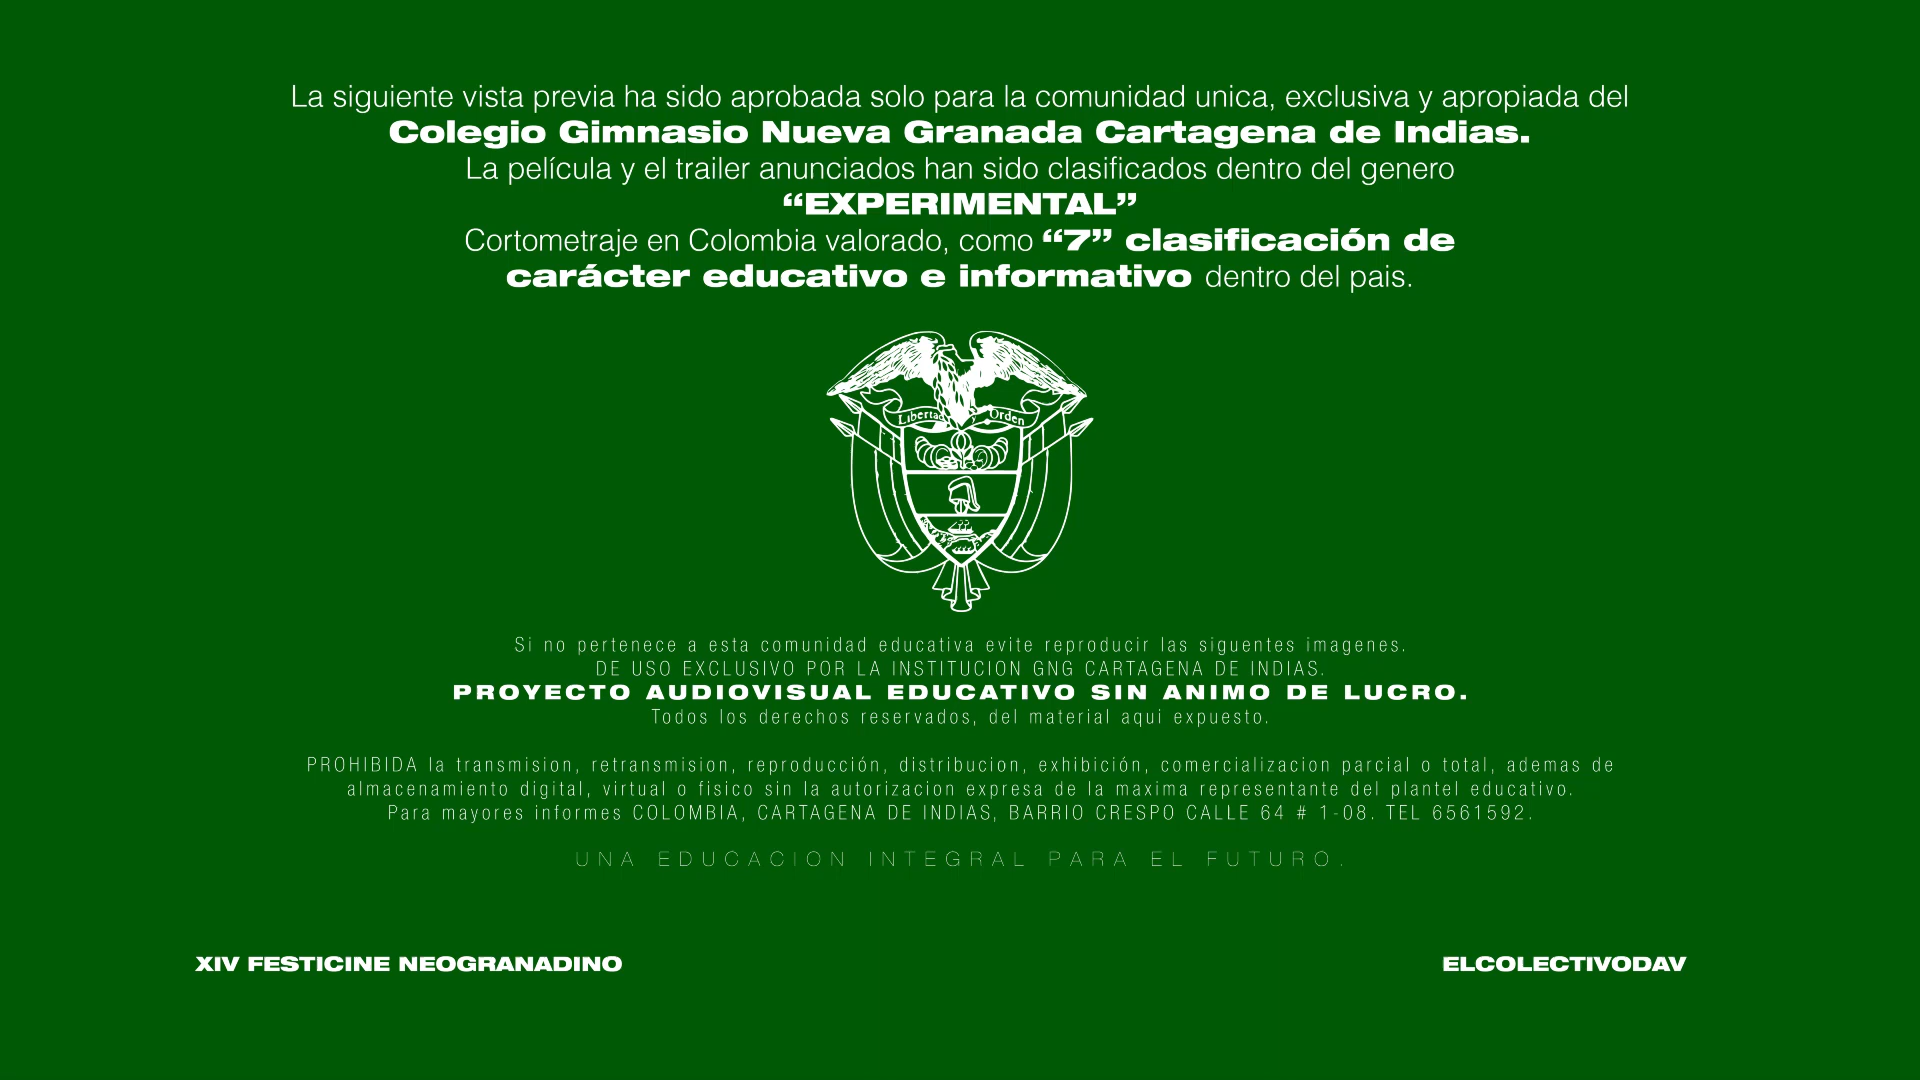 La siguiente vista previa ha sido aprobada solo para la comunidad unica, exclusiva y apropiada del
Colegio Gimnasio Nueva Granada Cartagena de Indias.
La película y el trailer anunciados han sido clasificados dentro del genero
“EXPERIMENTAL”
Cortometraje en Colombia valorado, como “7” clasificación de
carácter educativo e informativo dentro del pais.
Libertad y Orden
Si no pertenece a esta comunidad educativa evite reproducir las siguentes imagenes.
DE USO EXCLUSIVO POR LA INSTITUCION GNG CARTAGENA DE INDIAS.
PROYECTO AUDIOVISUAL EDUCATIVO SIN ANIMO DE LUCRO.
Todos los derechos reservados, del material aqui expuesto.
PROHIBIDA la transmision, retransmision, reproducción, distribucion, exhibición, comercializacion parcial o total, ademas de
almacenamiento digital, virtual o fisico sin la autorizacion expresa de la maxima representante del plantel educativo.
Para mayores informes COLOMBIA, CARTAGENA DE INDIAS, BARRIO CRESPO CALLE 64 # 1-08. TEL 6561592.
UNA EDUCACION INTEGRAL PARA EL FUTURO.
XIV FESTICINE NEOGRANADINO
ELCOLECTIVODAV